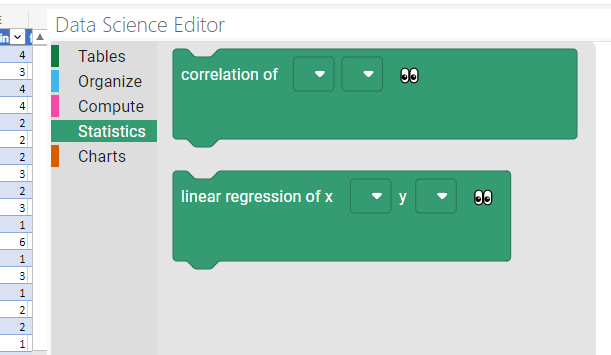 Data Science Editor
in
4
3
4
4
2
2
2
3
2
3
1
6
1
3
1
2
2
1
Tables
Organize
Compute
Statistics
Charts
correlation of
linear regression of x y